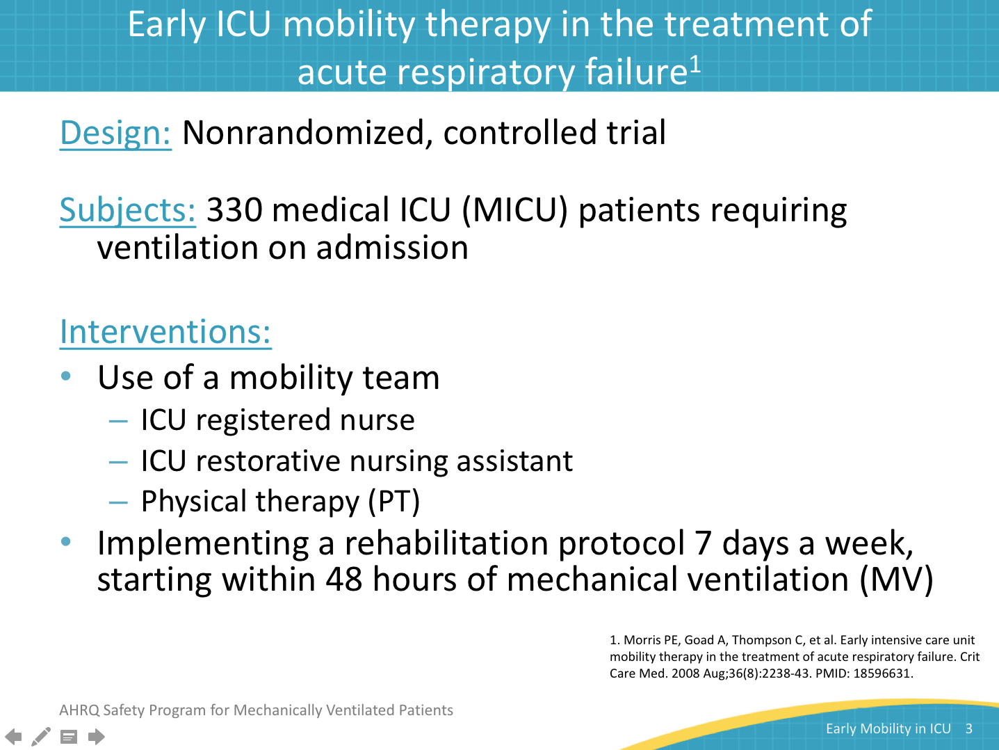 Early ICU mobility therapy in the treatment of
acute respiratory failure1
Design: Nonrandomized, controlled trial
Subjects: 330 medical ICU (MICU) patients requiring
ventilation on admission
Interventions:
• Use of a mobility team
– ICU registered nurse
– ICU restorative nursing assistant
– Physical therapy (PT)
• Implementing a rehabilitation protocol 7 days a week,
starting within 48 hours of mechanical ventilation (MV)
1. Morris PE, Goad A, Thompson C, et al. Early intensive care unit
mobility therapy in the treatment of acute respiratory failure. Crit
Care Med. 2008 Aug;36(8):2238-43. PMID: 18596631.
AHRQ Safety Program for Mechanically Ventilated Patients
Early Mobility in ICU 3